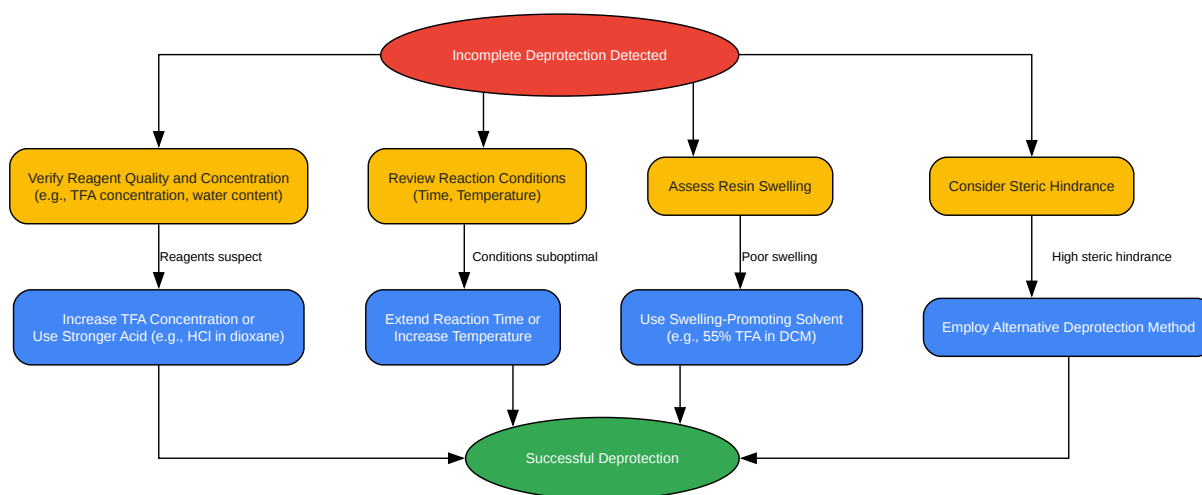 Incomplete Deprotection Detected
Verify Reagent Quality and Concentration
(e.g., TFA concentration, water content)
Review Reaction Conditions
(Time, Temperature)
Assess Resin Swelling
Consider Steric Hindrance
Reagents suspect
Conditions suboptimal
Poor swelling
High steric hindrance
Increase TFA Concentration or
Use Stronger Acid (e.g., HCl in dioxane)
Extend Reaction Time or
Increase Temperature
Use Swelling-Promoting Solvent
(e.g., 55% TFA in DCM)
Employ Alternative Deprotection Method
Successful Deprotection